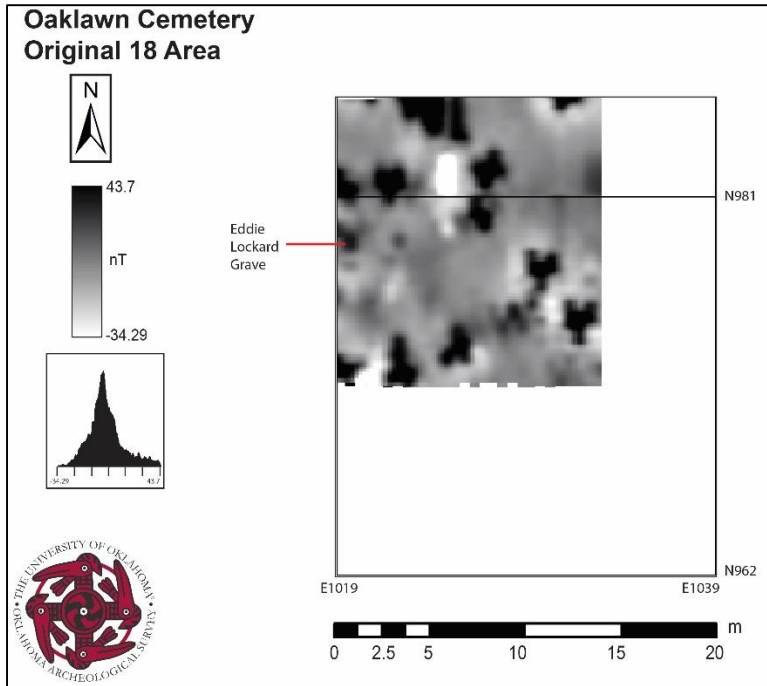 Oaklawn Cemetery
Original 18 Area
N
43.7
nT
-34.29
Eddie
Lockard
Grave
N981
-34.29 43.7
N962
E1019 E1039
m
0 2.5 5 10 15 20
• THE UNIVERSITY OF OKLAHOMA •
OKLAHOMA ARCHEOLOGICAL SURVEY